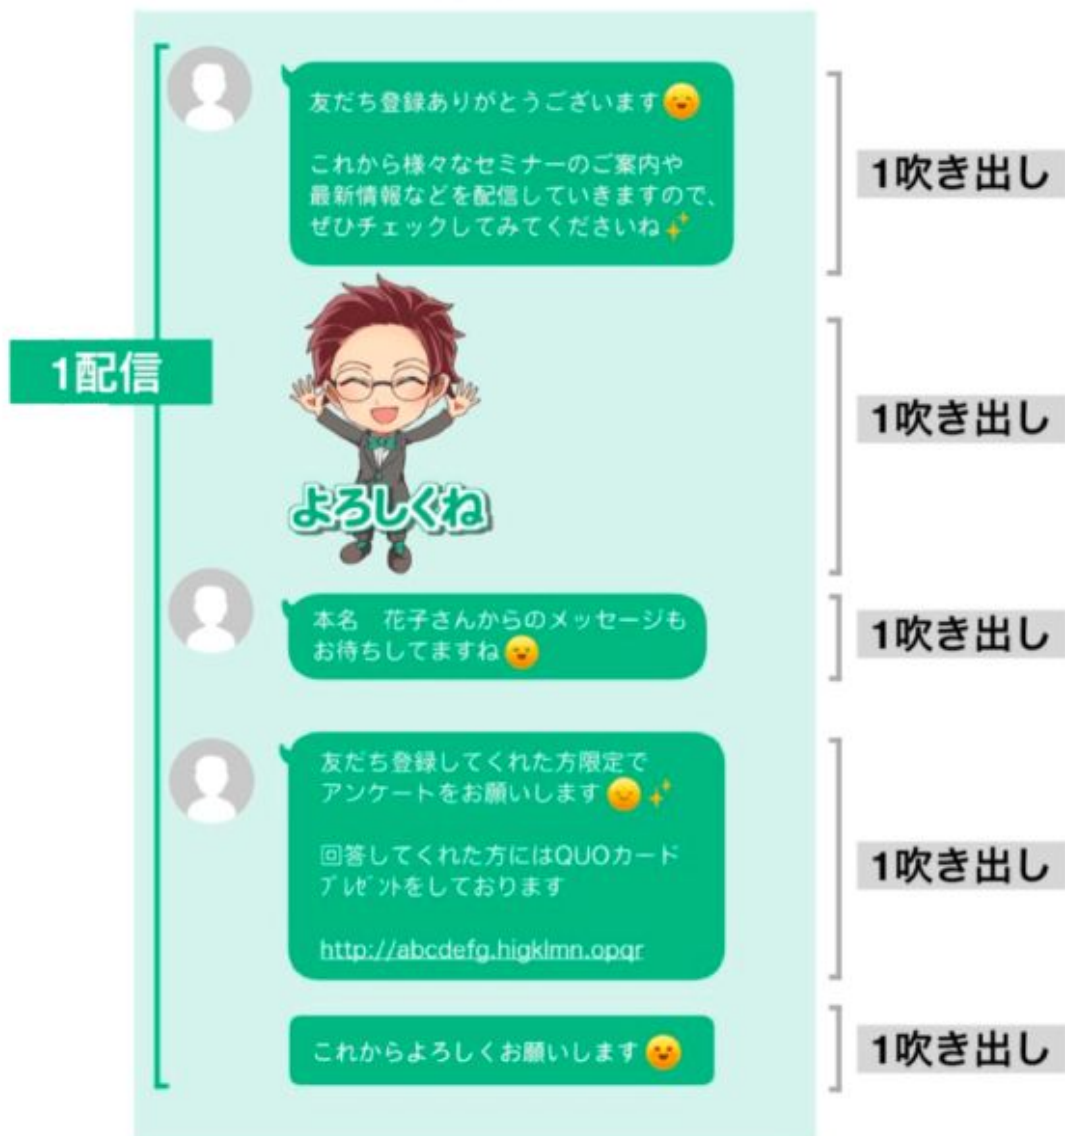 友だち登録ありがとうございます
これから様々なセミナーのご案内や
最新情報などを配信していきますので、
ぜひチェックしてみてくださいね
1吹き出し
1配信
よろしくね
1吹き出し
本名　花子さんからのメッセージも
お待ちしてますね
1吹き出し
友だち登録してくれた方限定で
アンケートをお願いします
回答してくれた方にはQUOカード
ﾌﾟﾚｾﾞﾝﾄをしております
http://abcdefg.higklmn.opqr
1吹き出し
これからよろしくお願いします
1吹き出し